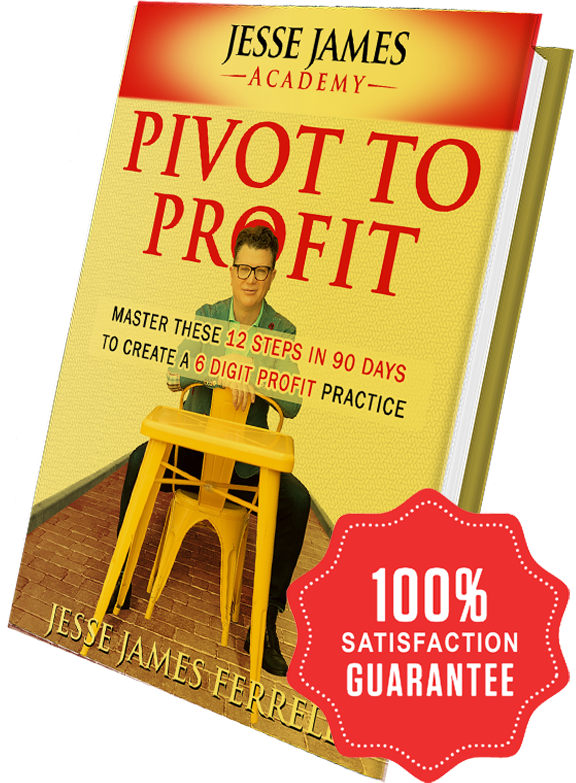 JESSE JAMES
ACADEMY
PIVOT TO
PROFIT
MASTER THESE 12 STEPS IN 90 DAYS
TO CREATE A 6 DIGIT PROFIT PRACTICE
JESSE JAMES FERRELL
100%
SATISFACTION
GUARANTEE